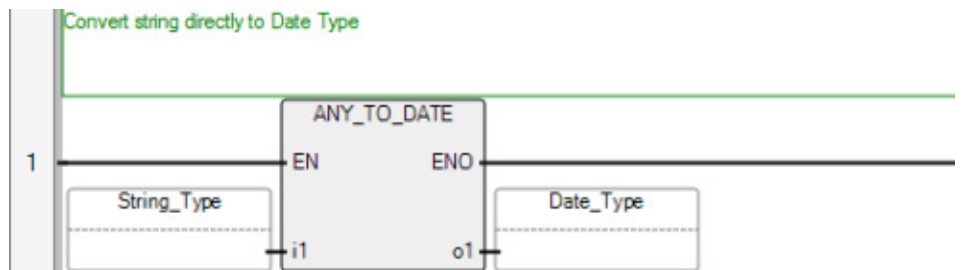 Convert string directly to Date Type
ANY_TO_DATE
1
EN ENO
String_Type
Date_Type
i1 o1